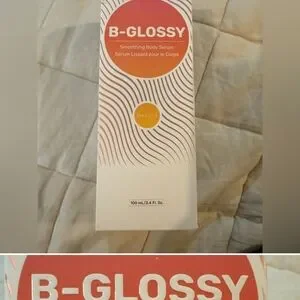 B-GLOSSY
Smoothing Body Serum
Sérum Lissant pour le Corps
100 mL/3.4 Fl. Oz.
B-GLOSSY